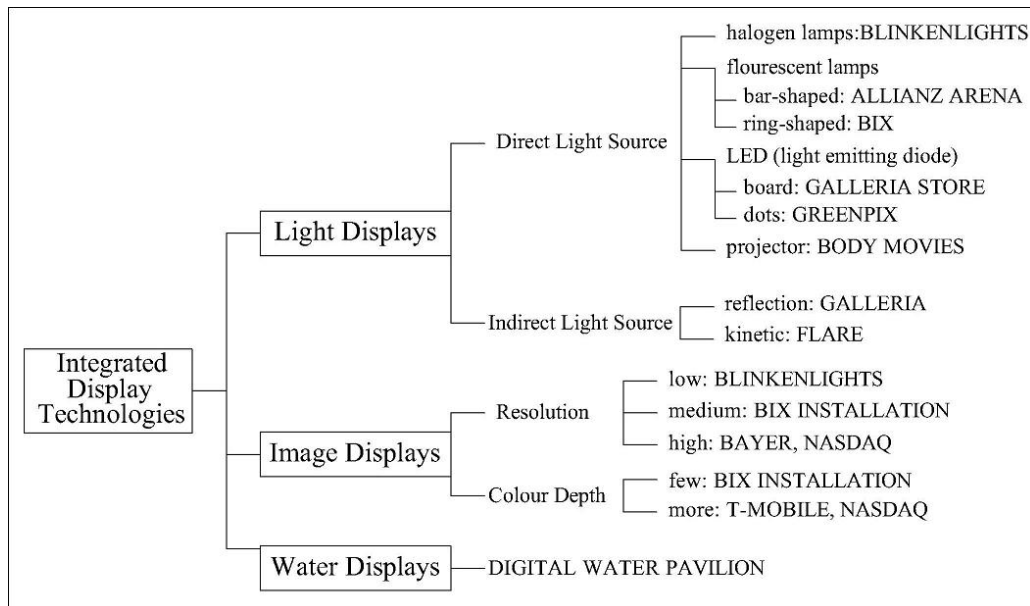 halogen lamps:BLINKENLIGHTS
flourescent lamps
bar-shaped: ALLIANZ ARENA
ring-shaped: BIX
Direct Light Source
LED (light emitting diode)
board: GALLERIA STORE
dots: GREENPIX
Light Displays
projector: BODY MOVIES
reflection: GALLERIA
Indirect Light Source
kinetic: FLARE
Integrated
Display
Technologies
low: BLINKENLIGHTS
Resolution
medium: BIX INSTALLATION
high: BAYER, NASDAQ
Image Displays
few: BIX INSTALLATION
Colour Depth
more: T-MOBILE, NASDAQ
Water Displays
DIGITAL WATER PAVILION